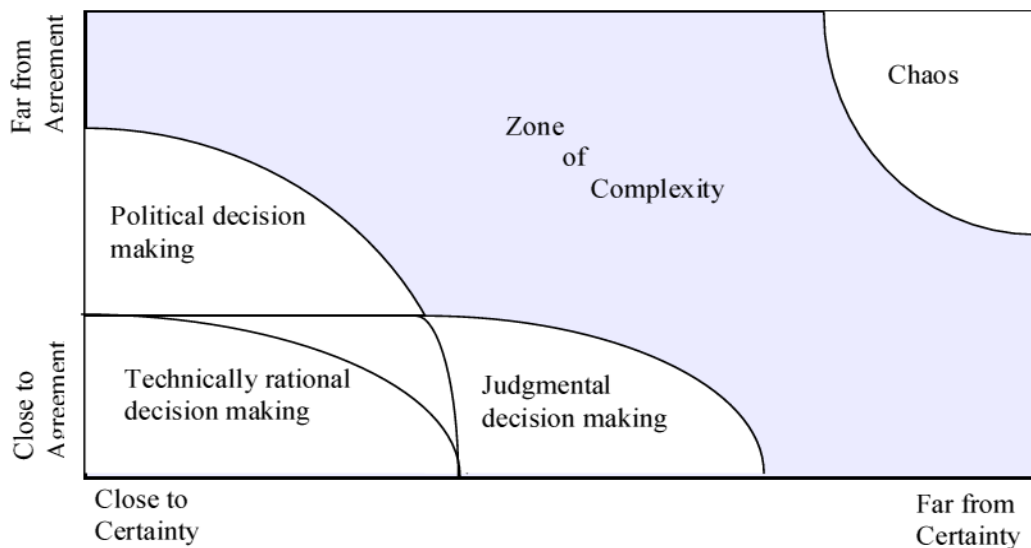 Far from
Agreement
Chaos
Zone
of
Complexity
Political decision
making
Technically rational
decision making
Judgmental
decision making
Close to
Agreement
Close to
Certainty
Far from
Certainty